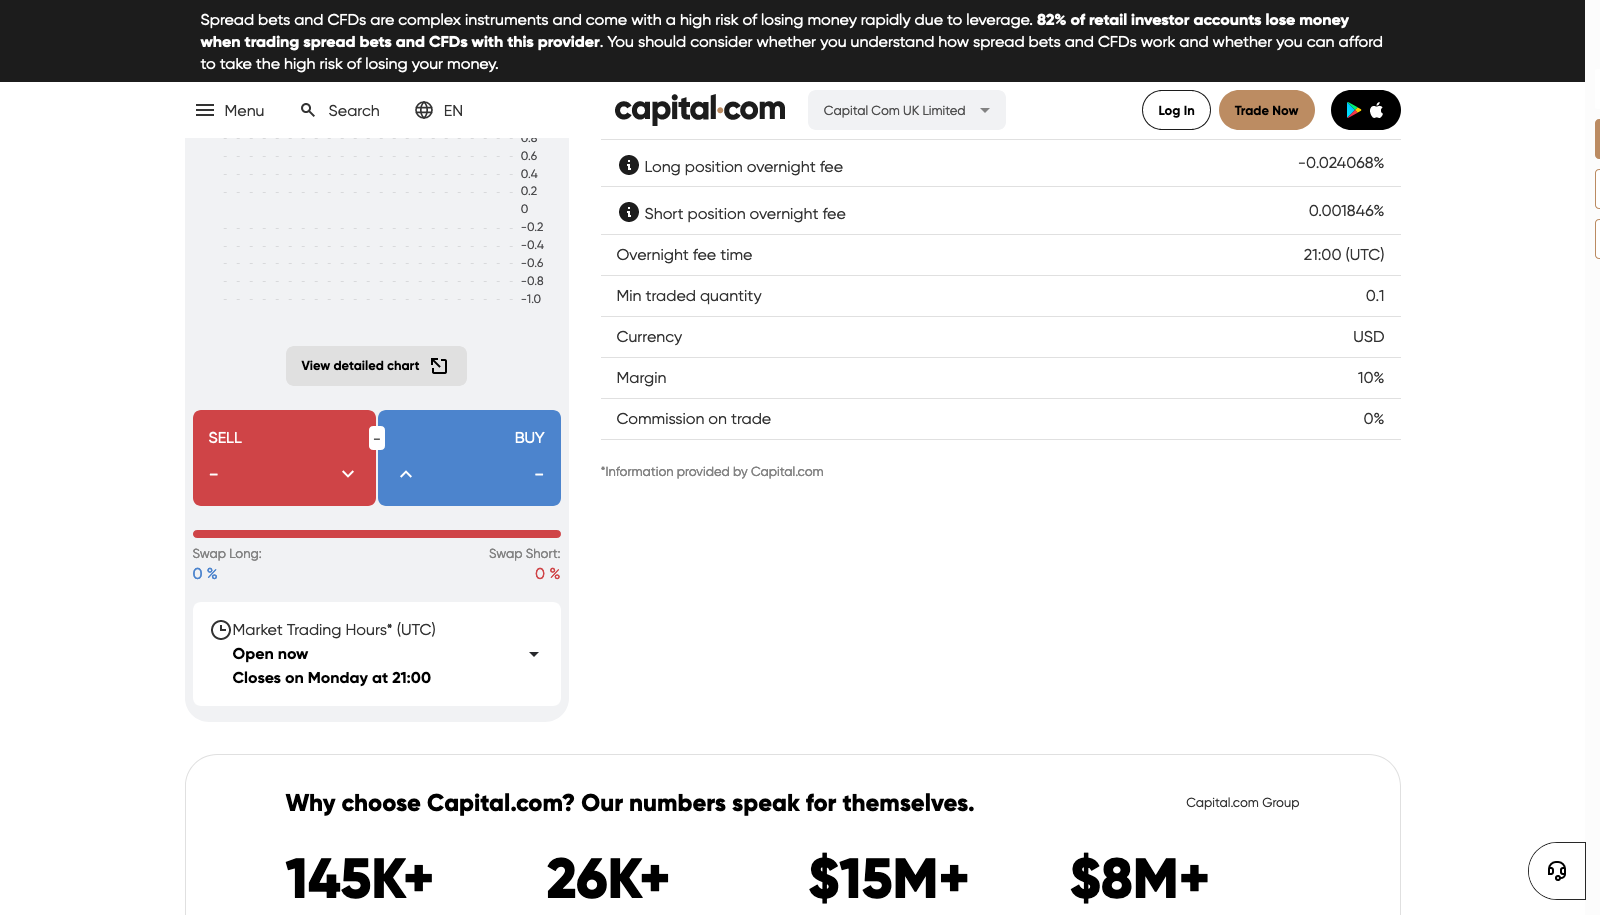 Spread bets and CFDs are complex instruments and come with a high risk of losing money rapidly due to leverage. 82% of retail investor accounts lose money
when trading spread bets and CFDs with this provider. You should consider whether you understand how spread bets and CFDs work and whether you can afford
to take the high risk of losing your money.
Menu
Search
EN
capital.com
Capital Com UK Limited
Log In
Trade Now
0.8
0.6
0.4
0.2
0
-0.2
-0.4
-0.6
-0.8
-1.0
View detailed chart
SELL
-
BUY
-
-
Swap Long:
0 %
Swap Short:
0 %
Market Trading Hours* (UTC)
Open now
Closes on Monday at 21:00
Long position overnight fee -0.024068%
Short position overnight fee 0.001846%
Overnight fee time 21:00 (UTC)
Min traded quantity 0.1
Currency USD
Margin 10%
Commission on trade 0%
*Information provided by Capital.com
Why choose Capital.com? Our numbers speak for themselves.
Capital.com Group
145K+ 26K+ $15M+ $8M+